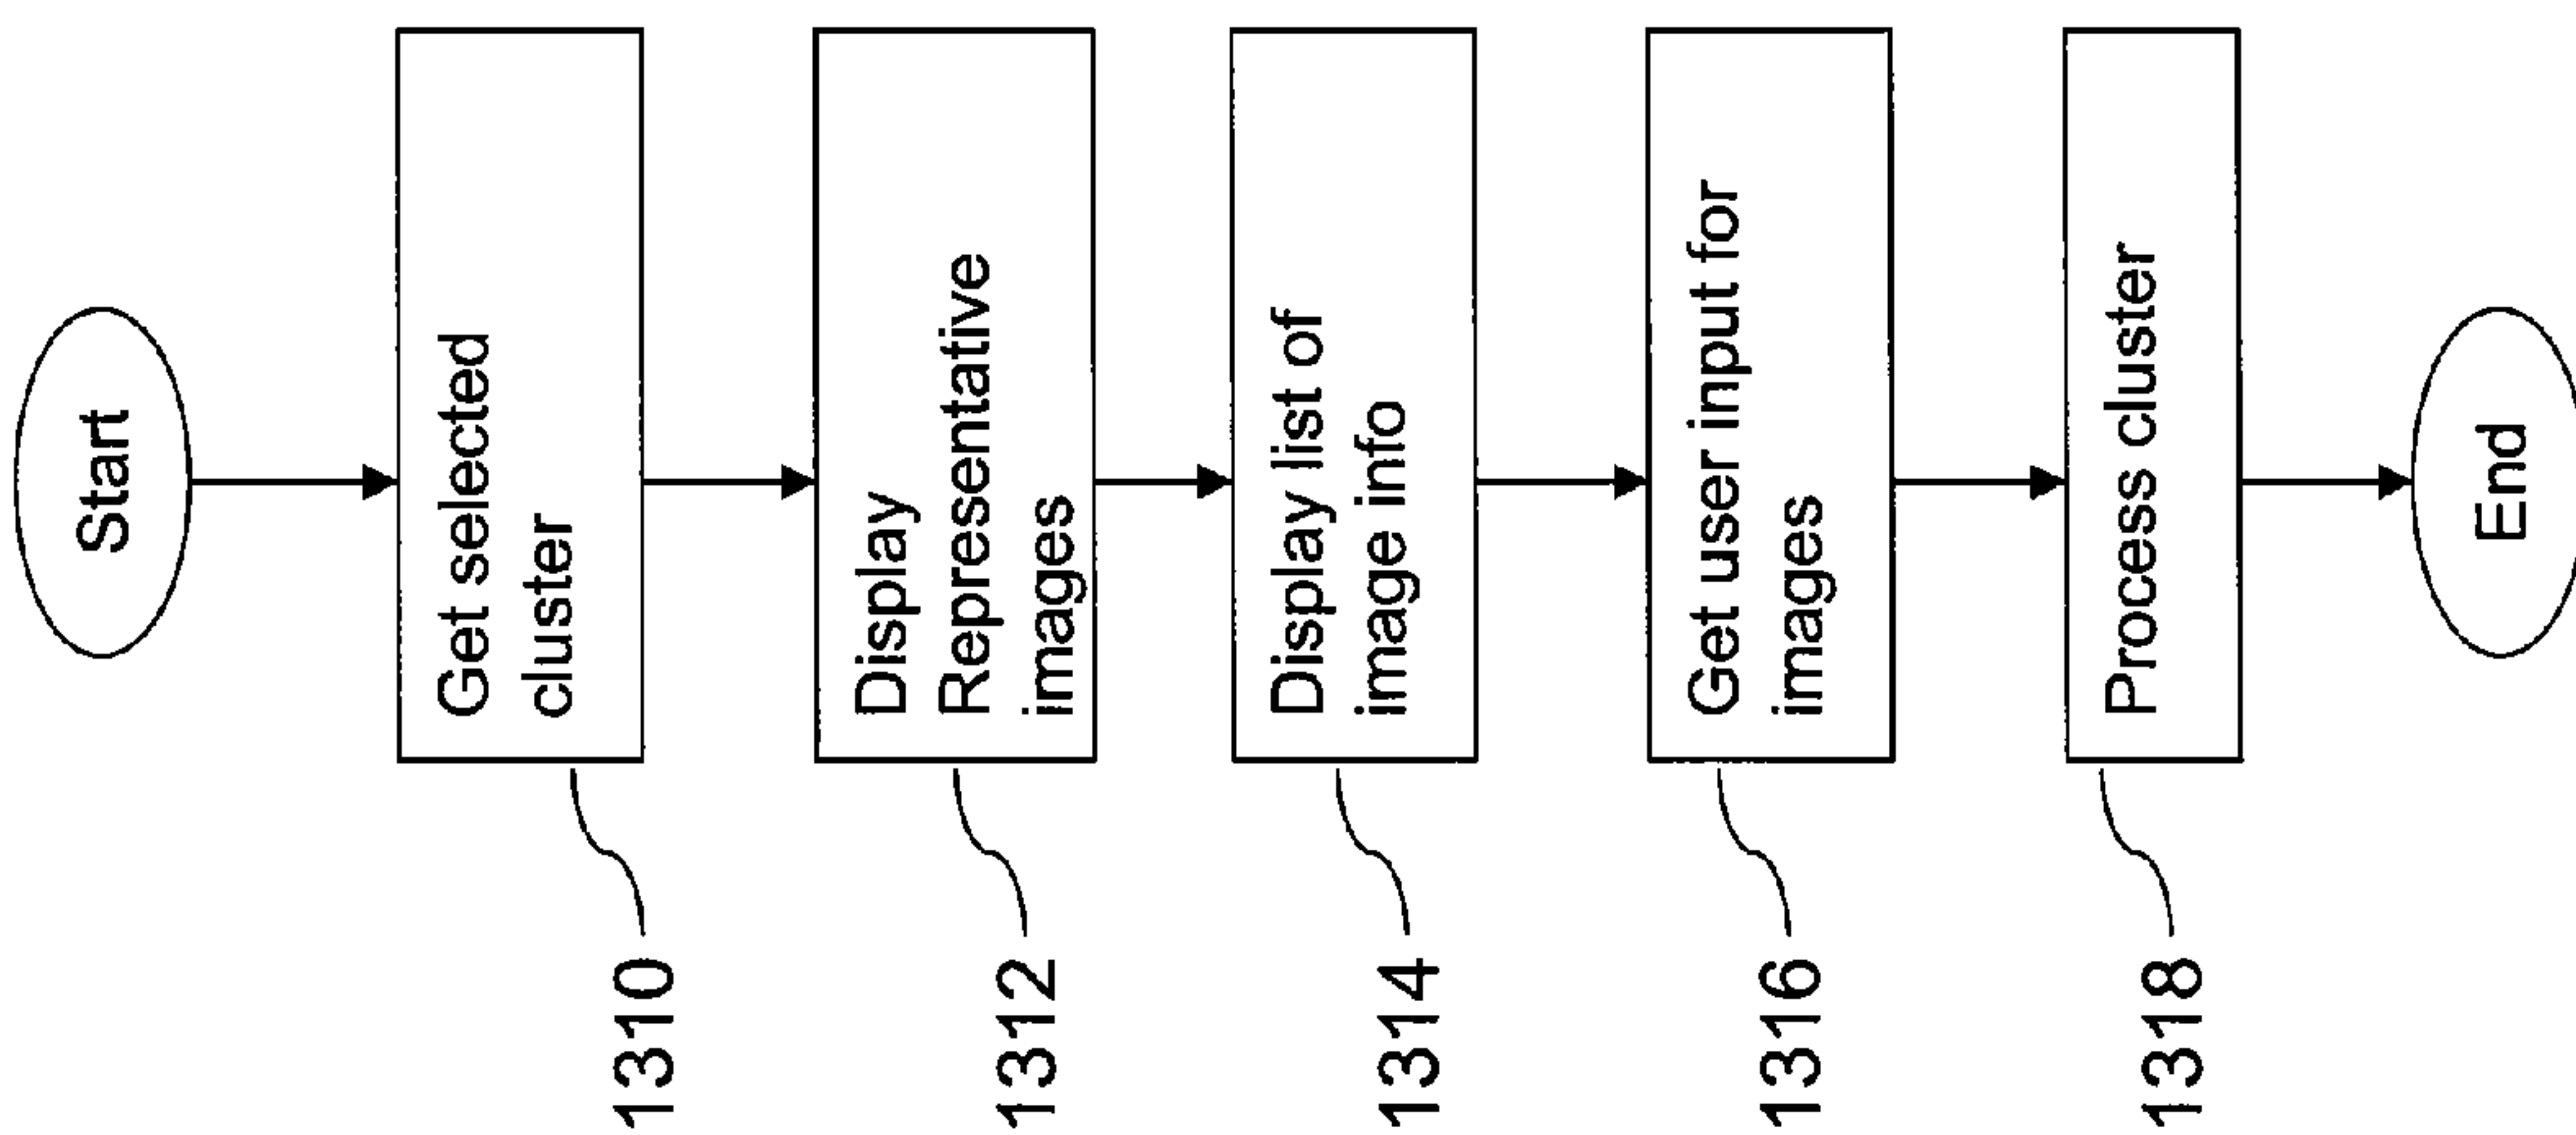 Start
Get selected
cluster
1310
Display
Representative
images
1312
Display list of
image info
1314
Get user input for
images
1316
Process cluster
1318
End